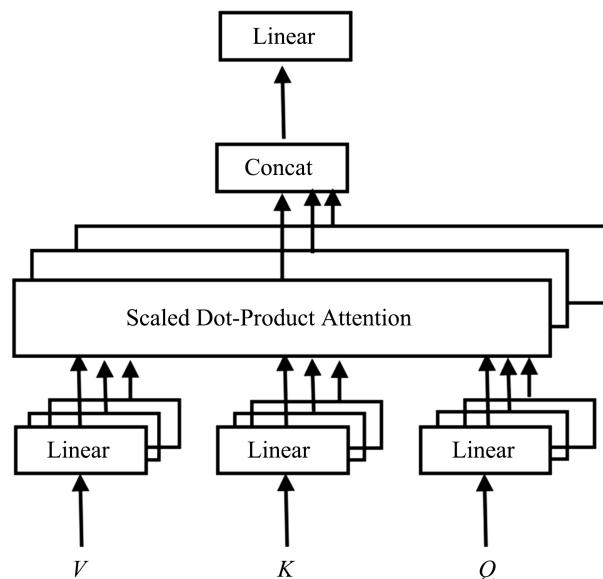 Linear
Concat
Scaled Dot-Product Attention
Linear Linear Linear
V K Q